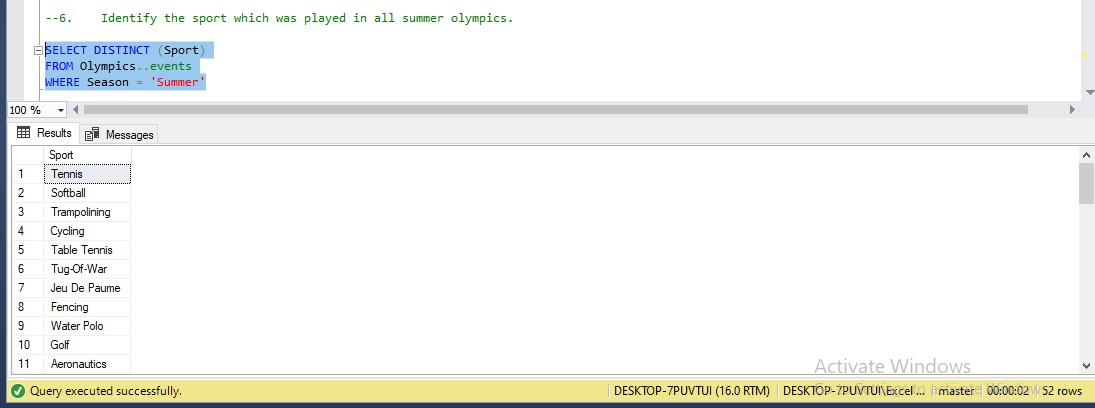 --6.    Identify the sport which was played in all summer olympics.
SELECT DISTINCT (Sport)
FROM Olympics..events
WHERE Season = 'Summer'
100 %
Results Messages
Sport
1 Tennis
2 Softball
3 Trampolining
4 Cycling
5 Table Tennis
6 Tug-Of-War
7 Jeu De Paume
8 Fencing
9 Water Polo
10 Golf
11 Aeronautics
Activate Windows
Query executed successfully. DESKTOP-7PUVTUI (16.0 RTM) DESKTOP-7PUVTUI\Excel ... master 00:00:02 52 rows